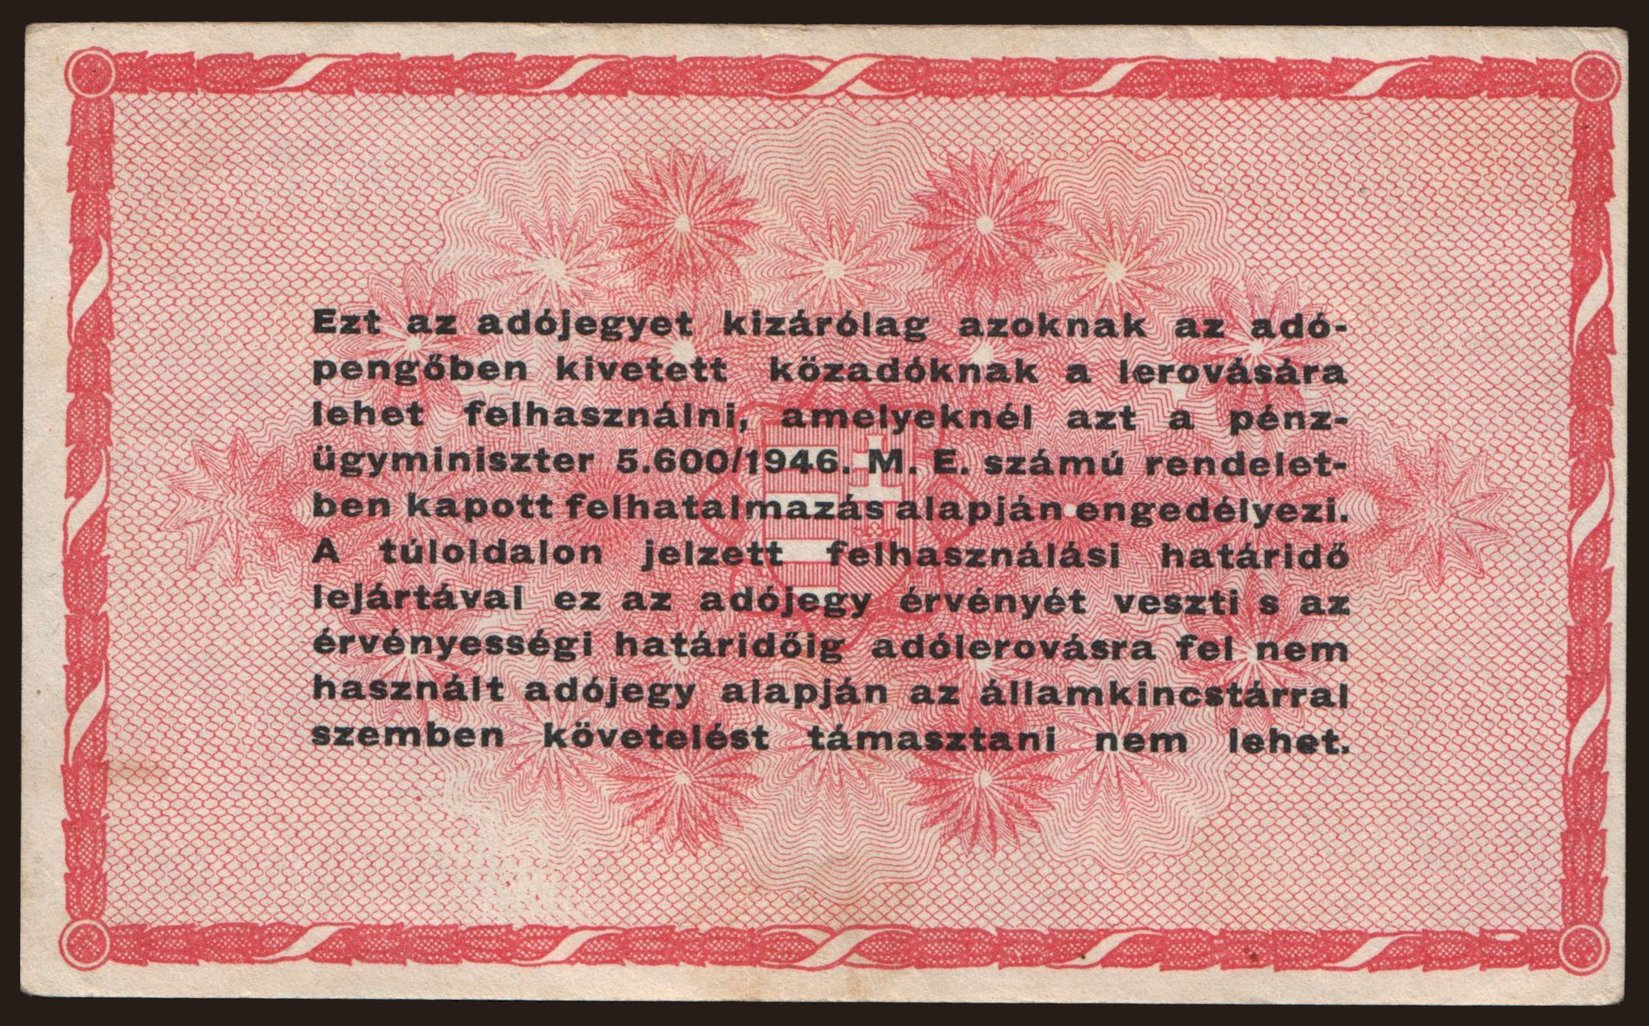 Ezt az adójegyet kizárólag azoknak az adó-
pengőben kivetett közadóknak a lerovására
lehet felhasználni, amelyeknél azt a pénz-
ügyminiszter 5.600/1946. M. E. számú rendelet-
ben kapott felhatalmazás alapján engedélyezi.
A túloldalon jelzett felhasználási határidő
lejártával ez az adójegy érvényét veszti s az
érvényességi határidőig adólerovásra fel nem
használt adójegy alapján az államkincstárral
szemben követelést támasztani nem lehet.